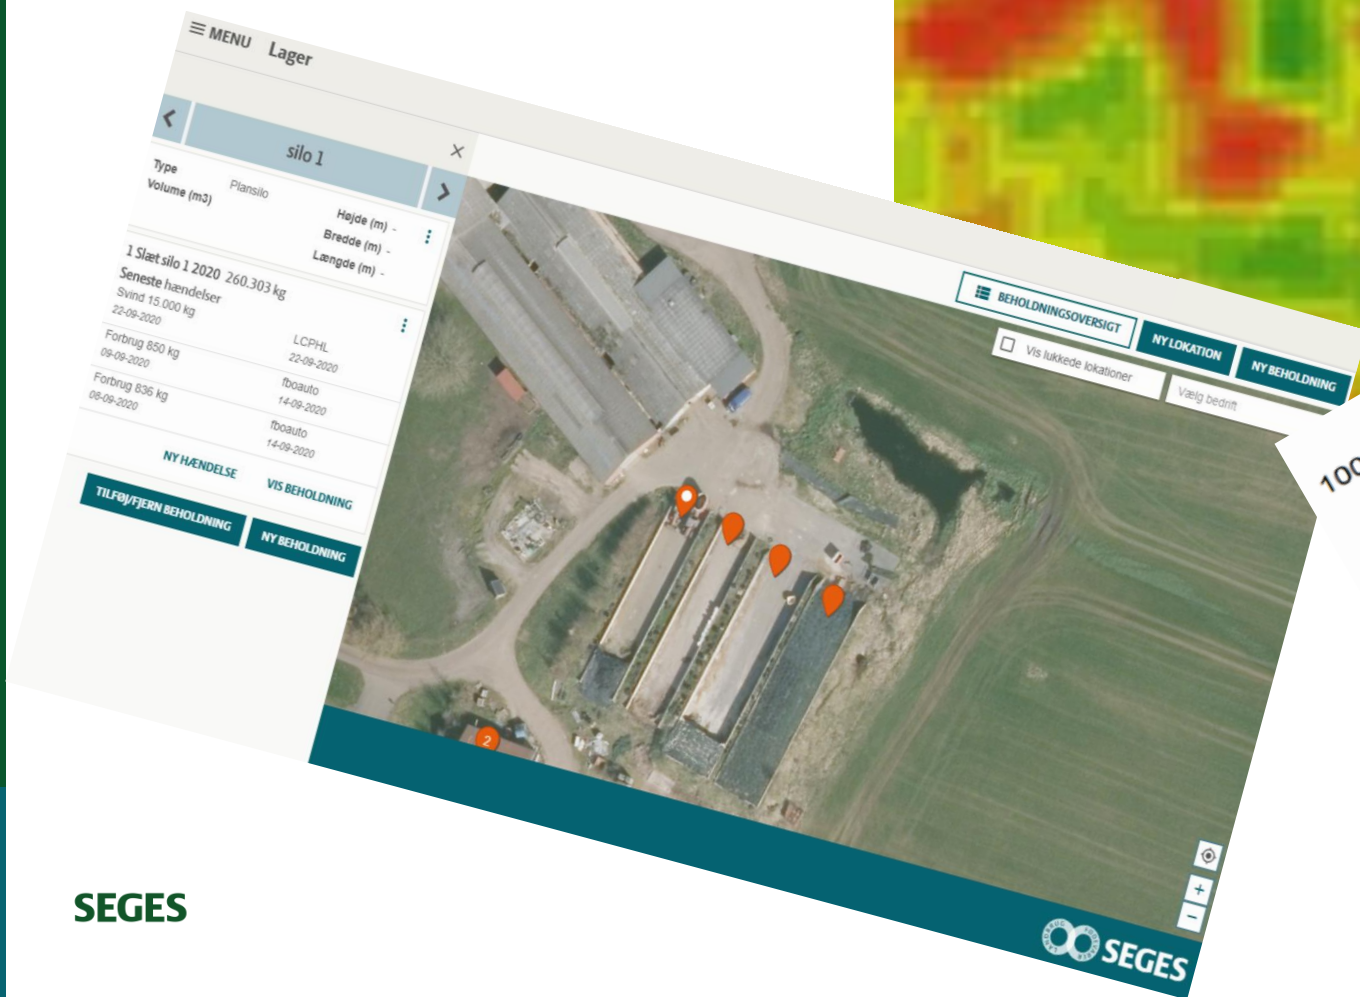 MENU Lager
silo 1
Type Plansilo
Volume (m3)
Højde (m) -
Bredde (m) -
Længde (m) -
1 Slæt silo 1 2020 260.303 kg
Seneste hændelser
Svind 15.000 kg LCPHL
22-09-2020 22-09-2020
Forbrug 850 kg fboauto
09-09-2020 14-09-2020
Forbrug 836 kg fboauto
08-09-2020 14-09-2020
NY HÆNDELSE VIS BEHOLDNING
TILFØJ/FJERN BEHOLDNING NY BEHOLDNING
BEHOLDNINGSOVERSIGT NY LOKATION NY BEHOLDNING
Vis lukkede lokationer Vælg bedrift
100
2
+
-
SEGES
SEGES